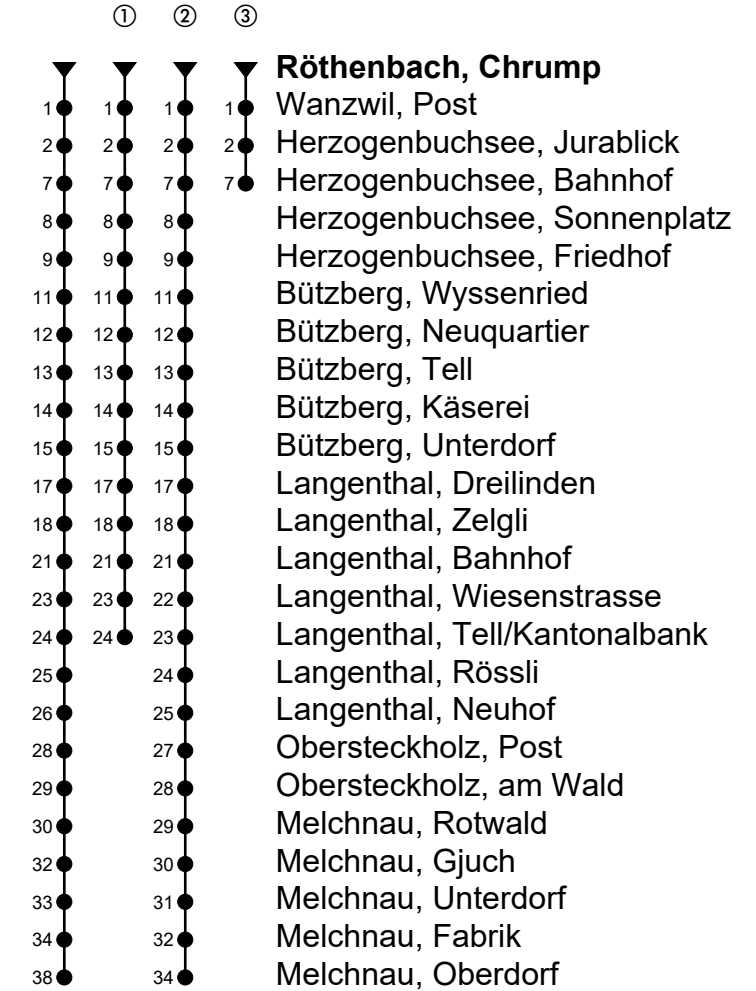 ① ② ③
Röthenbach, Chrump
1 1 1 1 Wanzwil, Post
2 2 2 2 Herzogenbuchsee, Jurablick
7 7 7 7 Herzogenbuchsee, Bahnhof
8 8 8 Herzogenbuchsee, Sonnenplatz
9 9 9 Herzogenbuchsee, Friedhof
11 11 11 Bützberg, Wyssenried
12 12 12 Bützberg, Neuquartier
13 13 13 Bützberg, Tell
14 14 14 Bützberg, Käserei
15 15 15 Bützberg, Unterdorf
17 17 17 Langenthal, Dreilinden
18 18 18 Langenthal, Zelgli
21 21 21 Langenthal, Bahnhof
23 23 22 Langenthal, Wiesenstrasse
24 24 23 Langenthal, Tell/Kantonalbank
25 24 Langenthal, Rössli
26 25 Langenthal, Neuhof
28 27 Obersteckholz, Post
29 28 Obersteckholz, am Wald
30 29 Melchnau, Rotwald
32 30 Melchnau, Gjuch
33 31 Melchnau, Unterdorf
34 32 Melchnau, Fabrik
38 34 Melchnau, Oberdorf